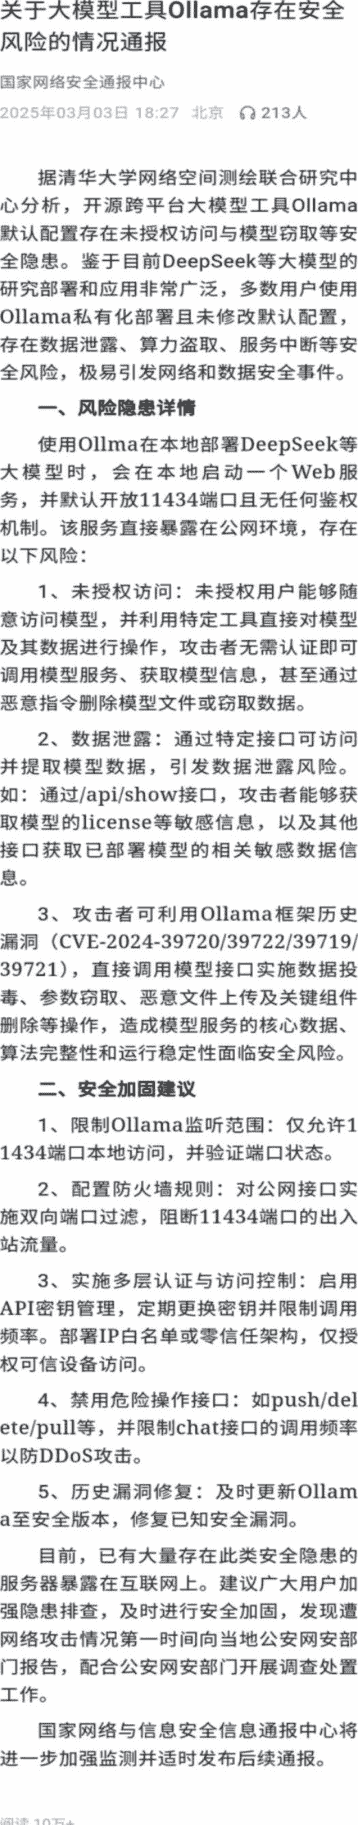 关于大模型工具Ollama存在安全
风险的情况通报
国家网络安全通报中心
2025年03月03日 18:27 北京 213人
据清华大学网络空间测绘联合研究中
心分析，开源跨平台大模型工具Ollama
默认配置存在未授权访问与模型窃取等安
全隐患。鉴于目前DeepSeek等大模型的
研究部署和应用非常广泛，多数用户使用
Ollama私有化部署且未修改默认配置，
存在数据泄露、算力盗取、服务中断等安
全风险，极易引发网络和数据安全事件。
一、风险隐患详情
使用Ollma在本地部署DeepSeek等
大模型时，会在本地启动一个Web服
务，并默认开放11434端口且无任何鉴权
机制。该服务直接暴露在公网环境，存在
以下风险：
1、未授权访问：未授权用户能够随
意访问模型，并利用特定工具直接对模型
及其数据进行操作，攻击者无需认证即可
调用模型服务、获取模型信息，甚至通过
恶意指令删除模型文件或窃取数据。
2、数据泄露：通过特定接口可访问
并提取模型数据，引发数据泄露风险。
如：通过/api/show接口，攻击者能够获
取模型的license等敏感信息，以及其他
接口获取已部署模型的相关敏感数据信
息。
3、攻击者可利用Ollama框架历史
漏洞（CVE-2024-39720/39722/39719/
39721），直接调用模型接口实施数据投
毒、参数窃取、恶意文件上传及关键组件
删除等操作，造成模型服务的核心数据、
算法完整性和运行稳定性面临安全风险。
二、安全加固建议
1、限制Ollama监听范围：仅允许1
1434端口本地访问，并验证端口状态。
2、配置防火墙规则：对公网接口实
施双向端口过滤，阻断11434端口的出入
站流量。
3、实施多层认证与访问控制：启用
API密钥管理，定期更换密钥并限制调用
频率。部署IP白名单或零信任架构，仅授
权可信设备访问。
4、禁用危险操作接口：如push/del
ete/pull等，并限制chat接口的调用频率
以防DDoS攻击。
5、历史漏洞修复：及时更新Ollam
a至安全版本，修复已知安全漏洞。
目前，已有大量存在此类安全隐患的
服务器暴露在互联网上。建议广大用户加
强隐患排查，及时进行安全加固，发现遭
网络攻击情况第一时间向当地公安网安部
门报告，配合公安网安部门开展调查处置
工作。
国家网络与信息安全信息通报中心将
进一步加强监测并适时发布后续通报。
阅读 10万+